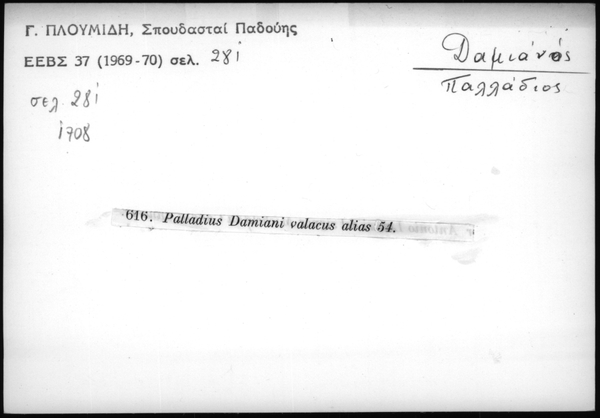 Γ. ΠΛΟΥΜΙΔΗ, Σπουδασταί Παδούης
ΕΕΒΣ 37 (1969-70) σελ. 281
Δαμιάνός
Παλλάδιος
σελ. 281
1708
616. Palladius Damiani valacus alias 54.